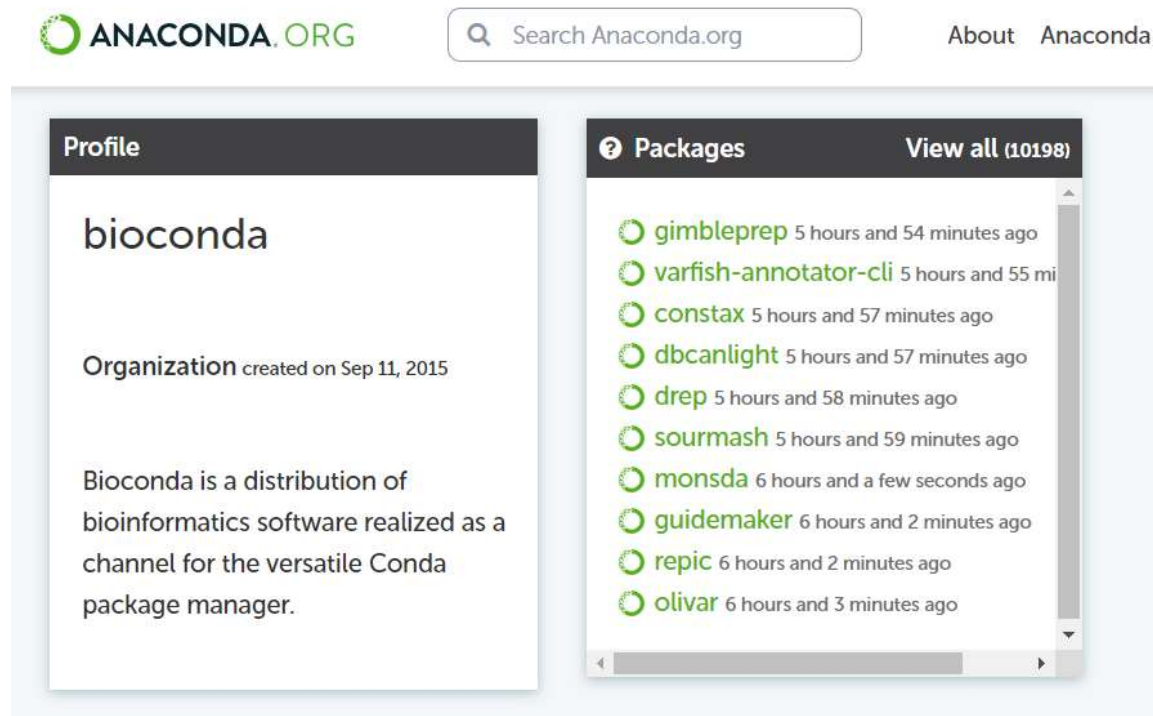 ANACONDA.ORG
Search Anaconda.org
About Anaconda
Profile
bioconda
Organization created on Sep 11, 2015
Bioconda is a distribution of
bioinformatics software realized as a
channel for the versatile Conda
package manager.
Packages View all (10198)
gimbleprep 5 hours and 54 minutes ago
varfish-annotator-cli 5 hours and 55 mi
constax 5 hours and 57 minutes ago
dbcanlight 5 hours and 57 minutes ago
drep 5 hours and 58 minutes ago
sourmash 5 hours and 59 minutes ago
monsda 6 hours and a few seconds ago
guidemaker 6 hours and 2 minutes ago
repic 6 hours and 2 minutes ago
olivar 6 hours and 3 minutes ago